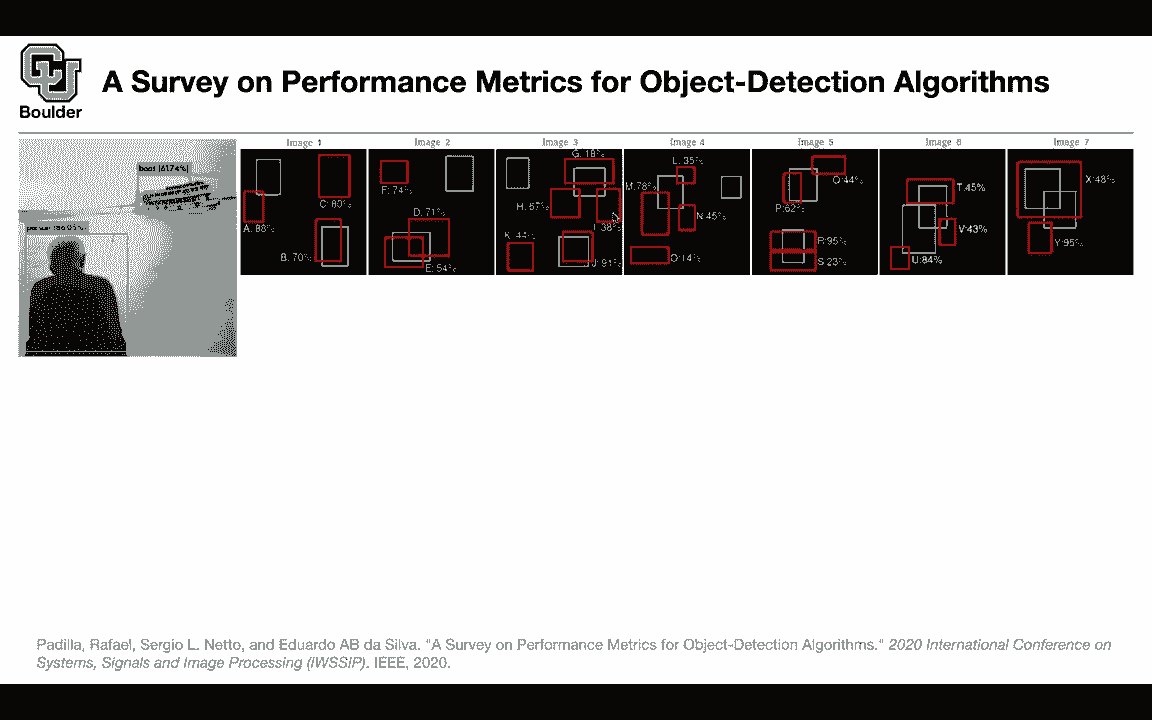 A Survey on Performance Metrics for Object-Detection Algorithms
Boulder
Image 1
Image 2
Image 3
Image 4
Image 5
Image 6
Image 7
boat (61.74%)
A. 88%
B. 70%
C: 80%
F: 74%
D. 71%
E: 54%
G. 18%
H. 67%
I. 38%
K. 44%
J: 91%
L. 35%
M.78%
N.45%
O:14%
Q:44%
P:62%
R:95%
S:23%
T:45%
V:43%
U:84%
X:48%
Y:95%
Padilla, Rafael, Sergio L. Netto, and Eduardo AB da Silva. "A Survey on Performance Metrics for Object-Detection Algorithms." 2020 International Conference on
Systems, Signals and Image Processing (IWSSIP). IEEE, 2020.